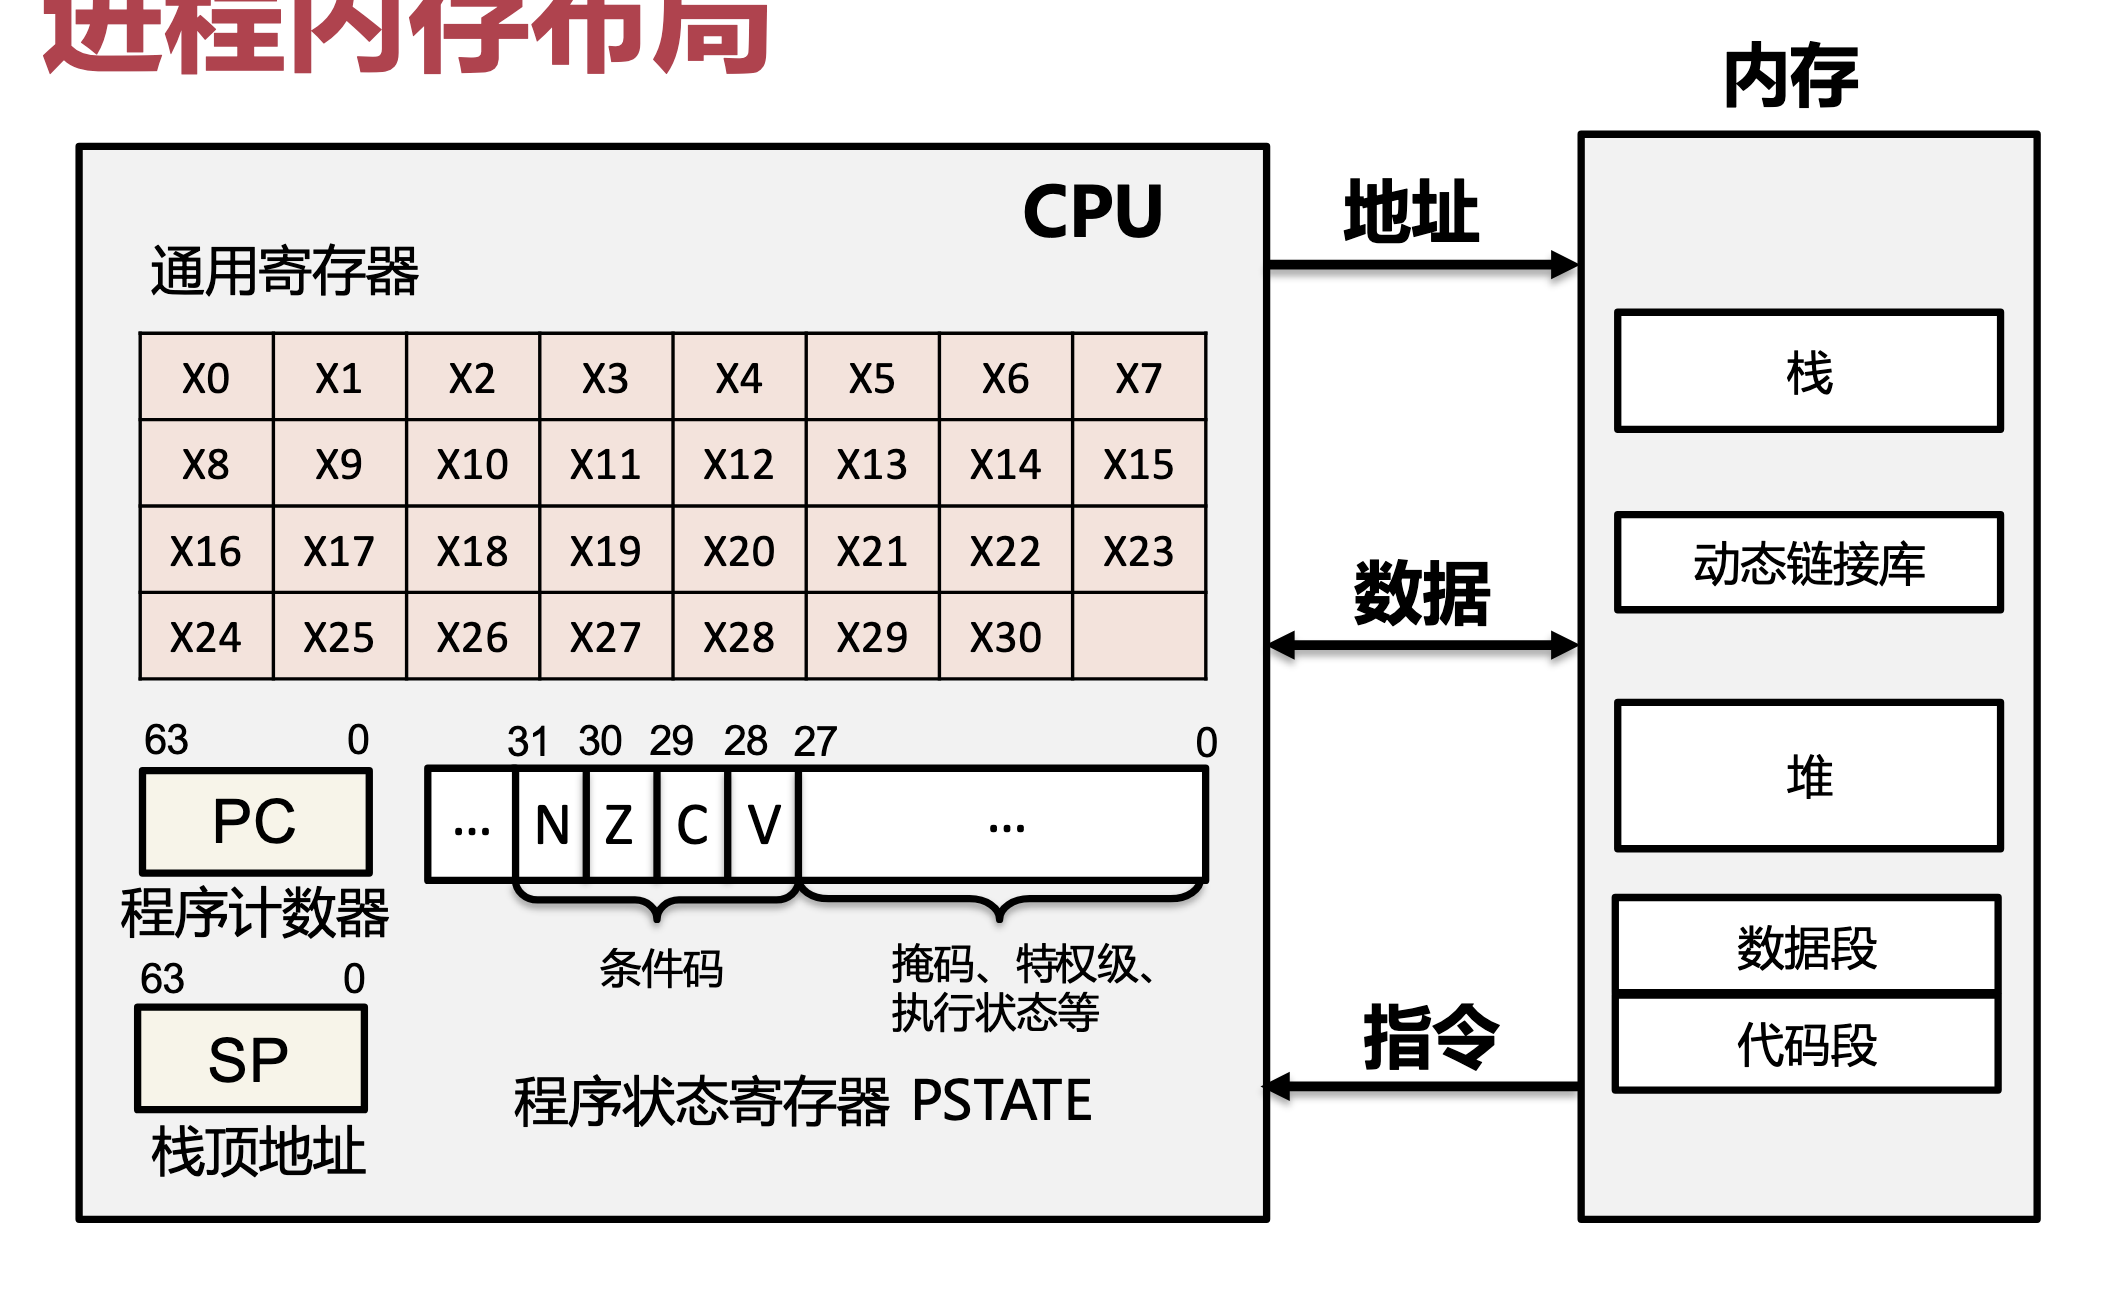 进程内存布局
内存
CPU
地址
通用寄存器
X0 X1 X2 X3 X4 X5 X6 X7
X8 X9 X10 X11 X12 X13 X14 X15
X16 X17 X18 X19 X20 X21 X22 X23
X24 X25 X26 X27 X28 X29 X30
63 0
PC
程序计数器
63 0
SP
栈顶地址
31 30 29 28 27 0
... N Z C V ...
条件码
掩码、特权级、
执行状态等
程序状态寄存器 PSTATE
数据
指令
栈
动态链接库
堆
数据段
代码段